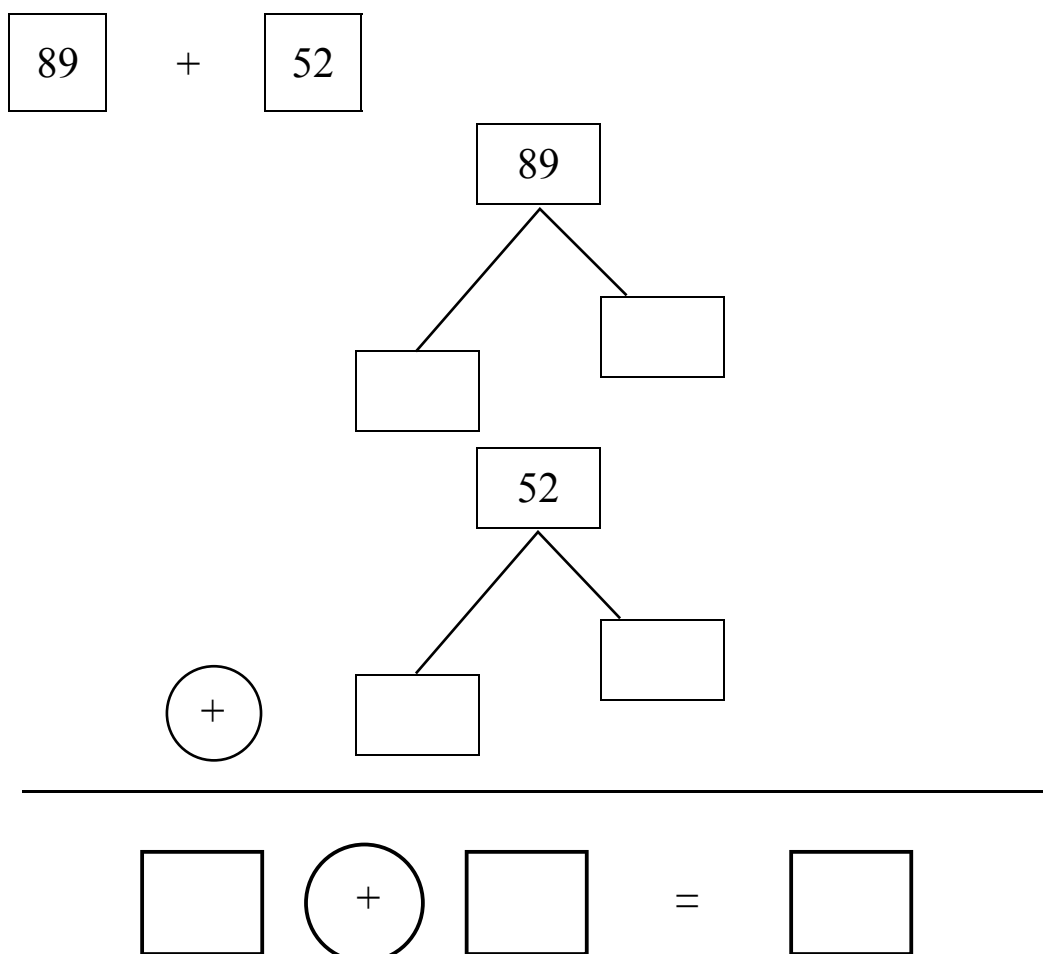 89 + 52
89
52
+
+ =